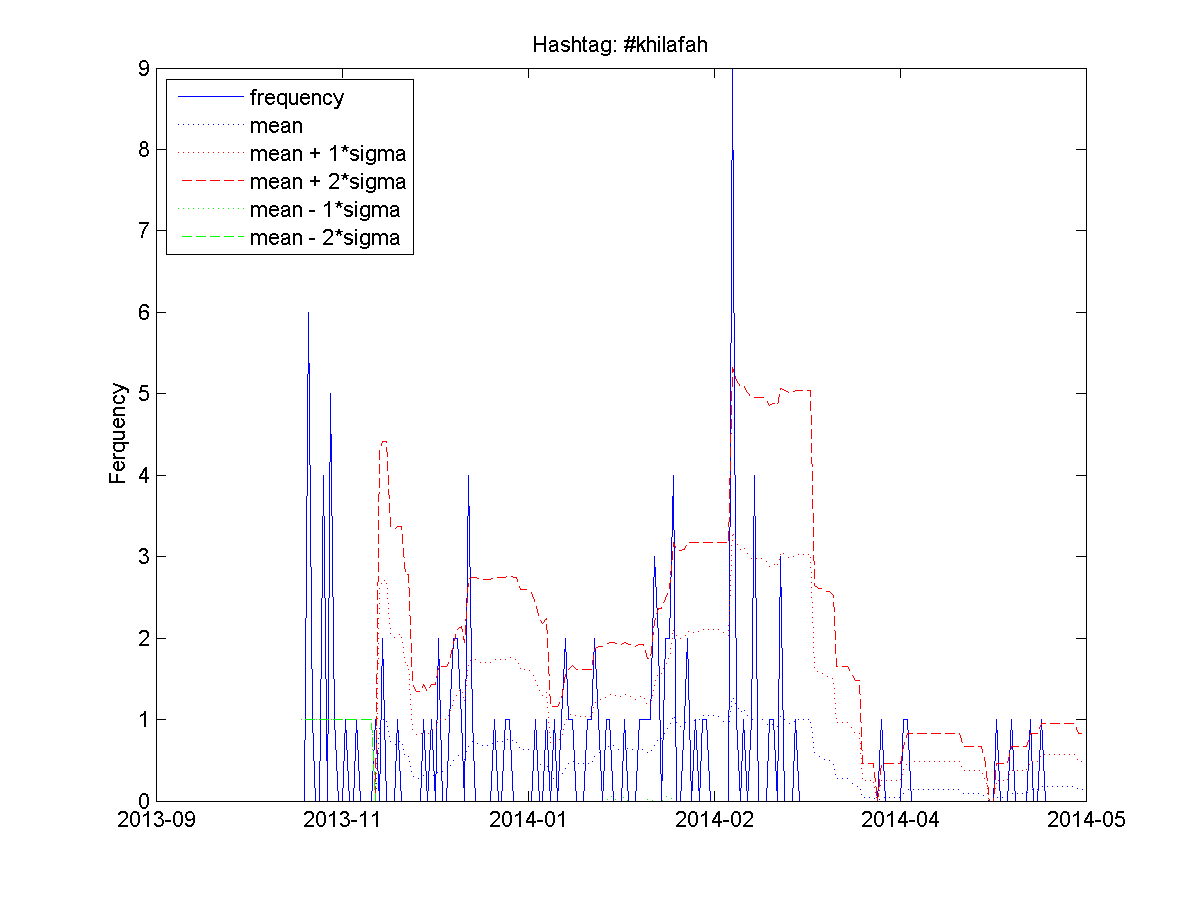 Hashtag: #khilafah
9
8
7
6
5
4
3
2
1
0
Ferquency
frequency
mean
mean + 1*sigma
mean + 2*sigma
mean - 1*sigma
mean - 2*sigma
2013-09 2013-11 2014-01 2014-02 2014-04 2014-05